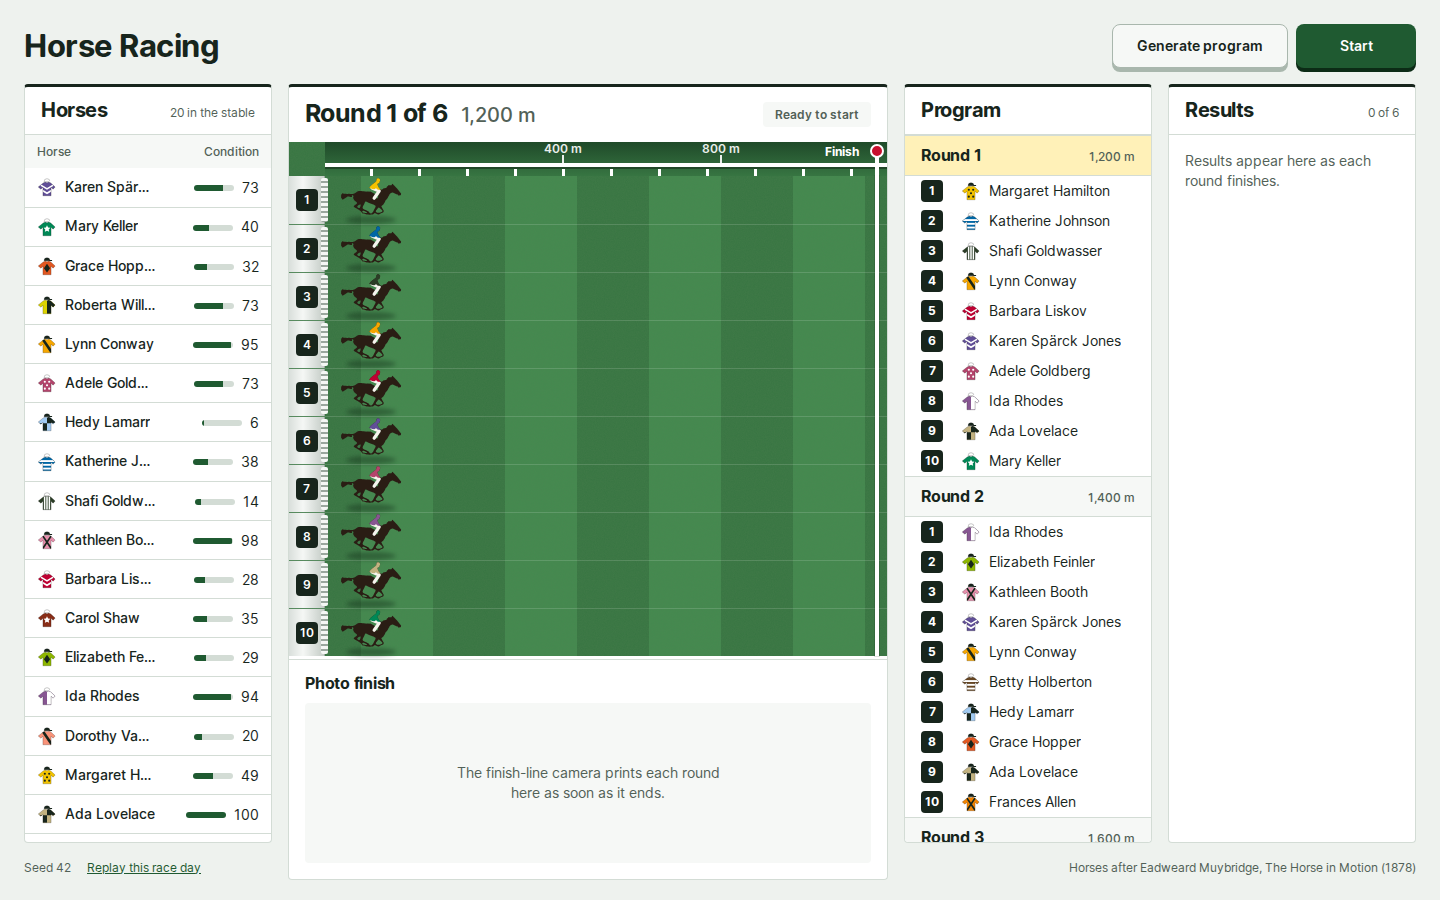 Horse Racing
Generate program
Start
Horses
20 in the stable
Horse
Condition
Karen Spär...
73
Mary Keller
40
Grace Hopp...
32
Roberta Will...
73
Lynn Conway
95
Adele Gold...
73
Hedy Lamarr
6
Katherine J...
38
Shafi Goldw...
14
Kathleen Bo...
98
Barbara Lis...
28
Carol Shaw
35
Elizabeth Fe...
29
Ida Rhodes
94
Dorothy Va...
20
Margaret H...
49
Ada Lovelace
100
Seed 42
Replay this race day
Round 1 of 6
1,200 m
Ready to start
400 m
800 m
Finish
1
2
3
4
5
6
7
8
9
10
Photo finish
The finish-line camera prints each round
here as soon as it ends.
Program
Round 1
1,200 m
1
Margaret Hamilton
2
Katherine Johnson
3
Shafi Goldwasser
4
Lynn Conway
5
Barbara Liskov
6
Karen Spärck Jones
7
Adele Goldberg
8
Ida Rhodes
9
Ada Lovelace
10
Mary Keller
Round 2
1,400 m
1
Ida Rhodes
2
Elizabeth Feinler
3
Kathleen Booth
4
Karen Spärck Jones
5
Lynn Conway
6
Betty Holberton
7
Hedy Lamarr
8
Grace Hopper
9
Ada Lovelace
10
Frances Allen
Round 3
1,600 m
Results
0 of 6
Results appear here as each
round finishes.
Horses after Eadweard Muybridge, The Horse in Motion (1878)